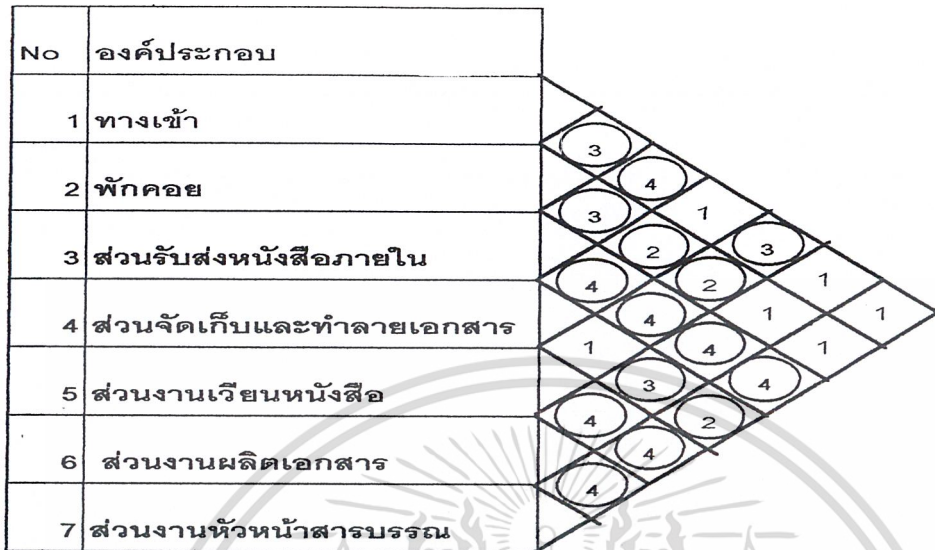 No องค์ประกอบ
1 ทางเข้า
2 พักคอย
3 ส่วนรับส่งหนังสือภายใน
4 ส่วนจัดเก็บและทำลายเอกสาร
5 ส่วนงานเวียนหนังสือ
6 ส่วนงานผลิตเอกสาร
7 ส่วนงานหัวหน้าสารบรรณ
3
4
3 1
2 3
4 2 1
4 1 1
1 4 1
3 4
4 2
4
4